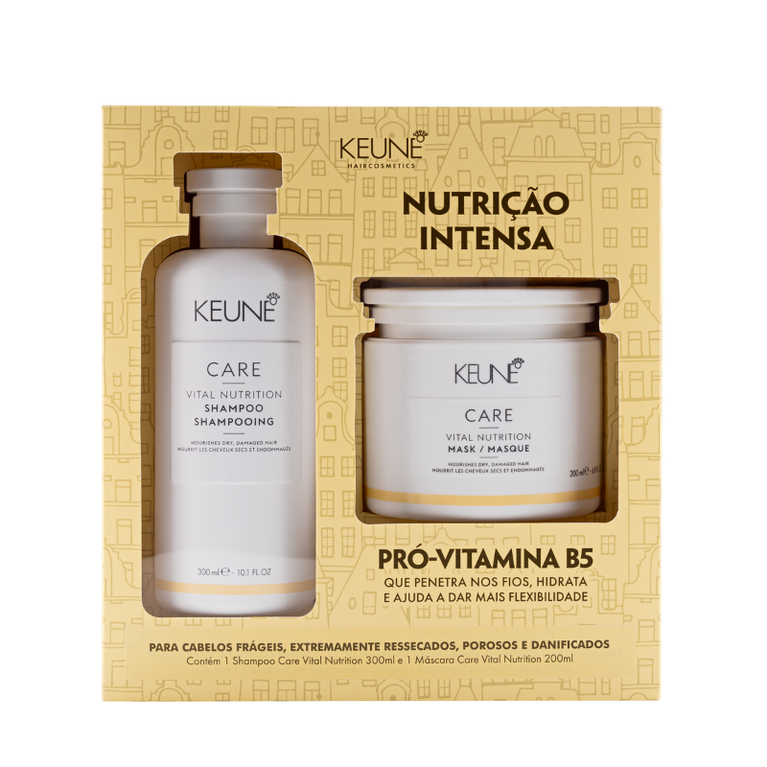 KEUNE
HAIRCOSMETICS
NUTRIÇÃO
INTENSA
KEUNE
CARE
VITAL NUTRITION
SHAMPOO
SHAMPOOING
NOURISHES DRY, DAMAGED HAIR
NOURRIT LES CHEVEUX SECS ET ENDOMMAGÉS
300 ml e - 10.1 FL.OZ
KEUNE
CARE
VITAL NUTRITION
MASK / MASQUE
NOURISHES DRY, DAMAGED HAIR
NOURRIT LES CHEVEUX SECS ET ENDOMMAGÉS
200 ml e
PRÓ-VITAMINA B5
QUE PENETRA NOS FIOS, HIDRATA
E AJUDA A DAR MAIS FLEXIBILIDADE
PARA CABELOS FRÁGEIS, EXTREMAMENTE RESSECADOS, POROSOS E DANIFICADOS
Contém 1 Shampoo Care Vital Nutrition 300ml e 1 Máscara Care Vital Nutrition 200ml